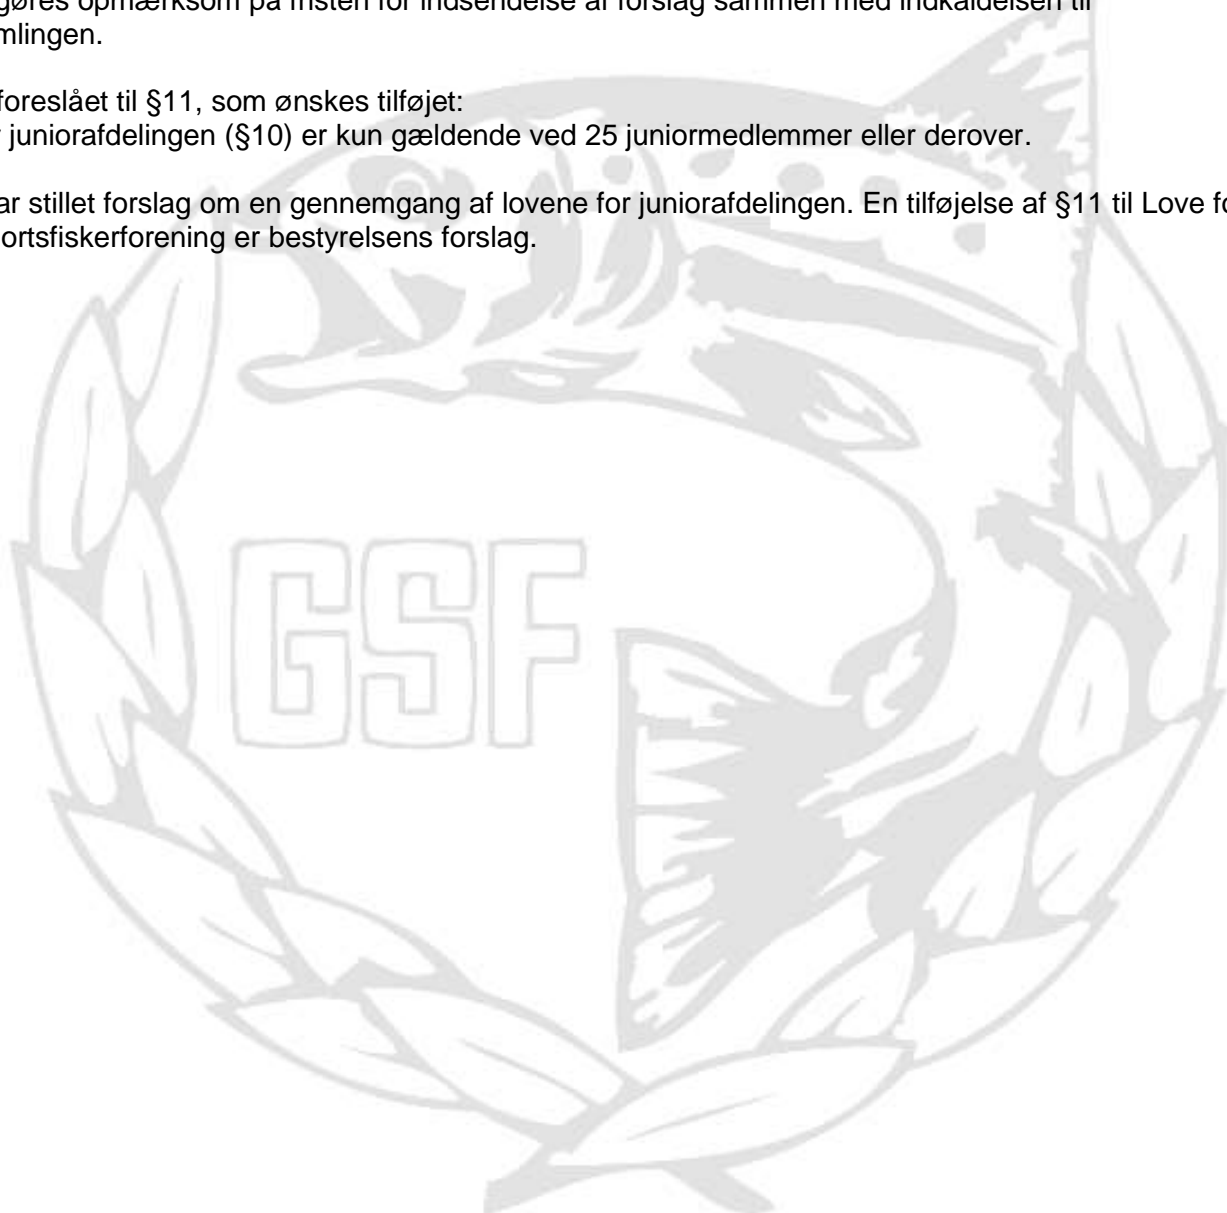 gøres opmærksom på fristen for indsendelse af forslag sammen med indkaldelsen til
mlingen.
foreslået til §11, som ønskes tilføjet:
juniorafdelingen (§10) er kun gældende ved 25 juniormedlemmer eller derover.
ar stillet forslag om en gennemgang af lovene for juniorafdelingen. En tilføjelse af §11 til Love fo
ortsfiskerforening er bestyrelsens forslag.
GSF